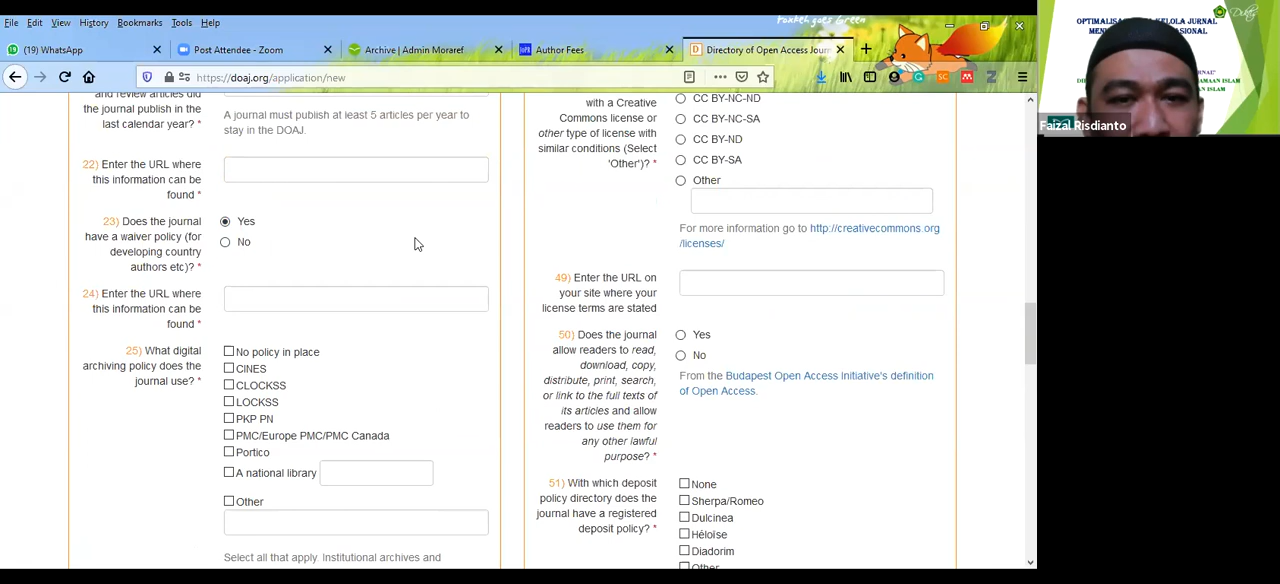 File Edit View History Bookmarks Tools Help
(19) WhatsApp
Post Attendee - Zoom
Archive | Admin Moraref
Author Fees
Directory of Open Access Journ
https://doaj.org/application/new
and review articles did
the journal publish in the
last calendar year? *
A journal must publish at least 5 articles per year to
stay in the DOAJ.
22) Enter the URL where
this information can be
found *
23) Does the journal
have a waiver policy (for
developing country
authors etc)? *
Yes
No
24) Enter the URL where
this information can be
found *
25) What digital
archiving policy does the
journal use? *
No policy in place
CINES
CLOCKSS
LOCKSS
PKP PN
PMC/Europe PMC/PMC Canada
Portico
A national library
Other
Select all that apply. Institutional archives and
with a Creative
Commons license or
other type of license with
similar conditions (Select
'Other')? *
CC BY-NC-ND
CC BY-NC-SA
CC BY-ND
CC BY-SA
Other
For more information go to http://creativecommons.org
/licenses/
49) Enter the URL on
your site where your
license terms are stated
50) Does the journal
allow readers to read,
download, copy,
distribute, print, search,
or link to the full texts of
its articles and allow
readers to use them for
any other lawful
purpose? *
Yes
No
From the Budapest Open Access Initiative's definition
of Open Access.
51) With which deposit
policy directory does the
journal have a registered
deposit policy? *
None
Sherpa/Romeo
Dulcinea
Héloïse
Diadorim
Other
Faizal Risdianto